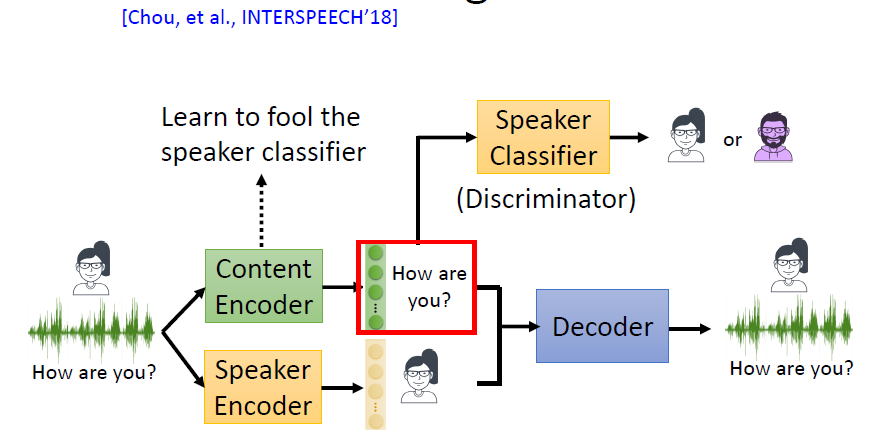 [Chou, et al., INTERSPEECH’18]
Learn to fool the
speaker classifier
Speaker
Classifier
or
(Discriminator)
Content
Encoder
How are
you?
Decoder
How are you?
Speaker
Encoder
How are you?